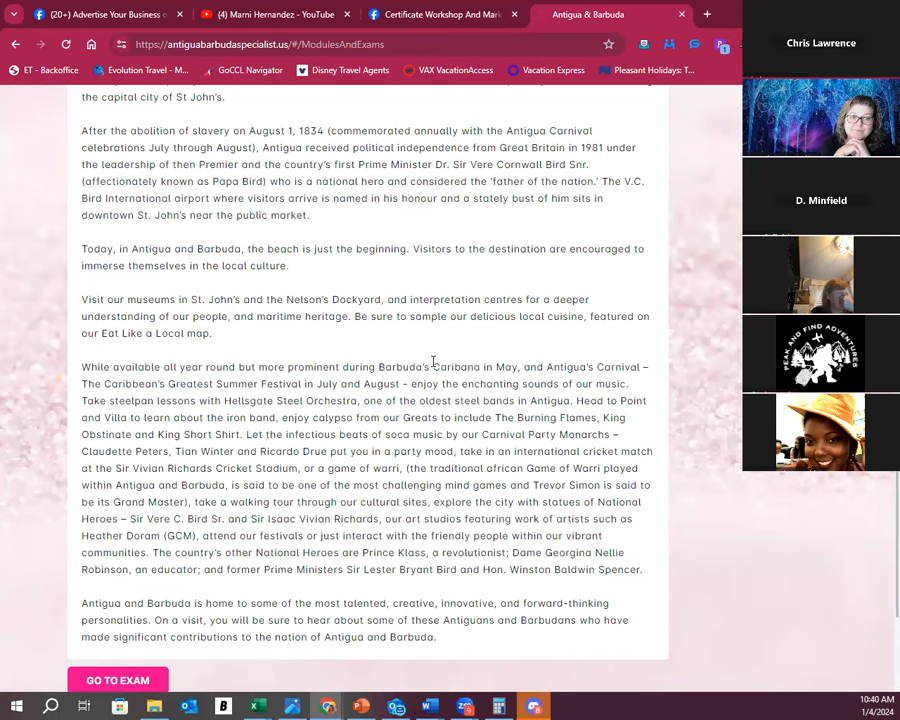 (20+) Advertise Your Business o
(4) Marni Hernandez - YouTube
Certificate Workshop And Mark
Antigua & Barbuda
https://antiguabarbudaspecialist.us/#/ModulesAndExams
ET - Backoffice
Evolution Travel - M...
GoCCL Navigator
Disney Travel Agents
VAX VacationAccess
Vacation Express
Pleasant Holidays: T...
the capital city of St John's.
After the abolition of slavery on August 1, 1834 (commemorated annually with the Antigua Carnival
celebrations July through August), Antigua received political independence from Great Britain in 1981 under
the leadership of then Premier and the country's first Prime Minister Dr. Sir Vere Cornwall Bird Snr.
(affectionately known as Papa Bird) who is a national hero and considered the 'father of the nation.' The V.C.
Bird International airport where visitors arrive is named in his honour and a stately bust of him sits in
downtown St. John's near the public market.
Today, in Antigua and Barbuda, the beach is just the beginning. Visitors to the destination are encouraged to
immerse themselves in the local culture.
Visit our museums in St. John's and the Nelson's Dockyard, and interpretation centres for a deeper
understanding of our people, and maritime heritage. Be sure to sample our delicious local cuisine, featured on
our Eat Like a Local map.
While available all year round but more prominent during Barbuda's Caribana in May, and Antigua's Carnival –
The Caribbean's Greatest Summer Festival in July and August - enjoy the enchanting sounds of our music.
Take steelpan lessons with Hellsgate Steel Orchestra, one of the oldest steel bands in Antigua. Head to Point
and Villa to learn about the iron band, enjoy calypso from our Greats to include The Burning Flames, King
Obstinate and King Short Shirt. Let the infectious beats of soca music by our Carnival Party Monarchs –
Claudette Peters, Tian Winter and Ricardo Drue put you in a party mood, take in an international cricket match
at the Sir Vivian Richards Cricket Stadium, or a game of warri, (the traditional african Game of Warri played
within Antigua and Barbuda, is said to be one of the most challenging mind games and Trevor Simon is said to
be its Grand Master), take a walking tour through our cultural sites, explore the city with statues of National
Heroes – Sir Vere C. Bird Sr. and Sir Isaac Vivian Richards, our art studios featuring work of artists such as
Heather Doram (GCM), attend our festivals or just interact with the friendly people within our vibrant
communities. The country's other National Heroes are Prince Klass, a revolutionist; Dame Georgina Nellie
Robinson, an educator; and former Prime Ministers Sir Lester Bryant Bird and Hon. Winston Baldwin Spencer.
Antigua and Barbuda is home to some of the most talented, creative, innovative, and forward-thinking
personalities. On a visit, you will be sure to hear about some of these Antiguans and Barbudans who have
made significant contributions to the nation of Antigua and Barbuda.
GO TO EXAM
Chris Lawrence
D. Minfield
PEAK AND FIND ADVENTURES
10:40 AM
1/4/2024